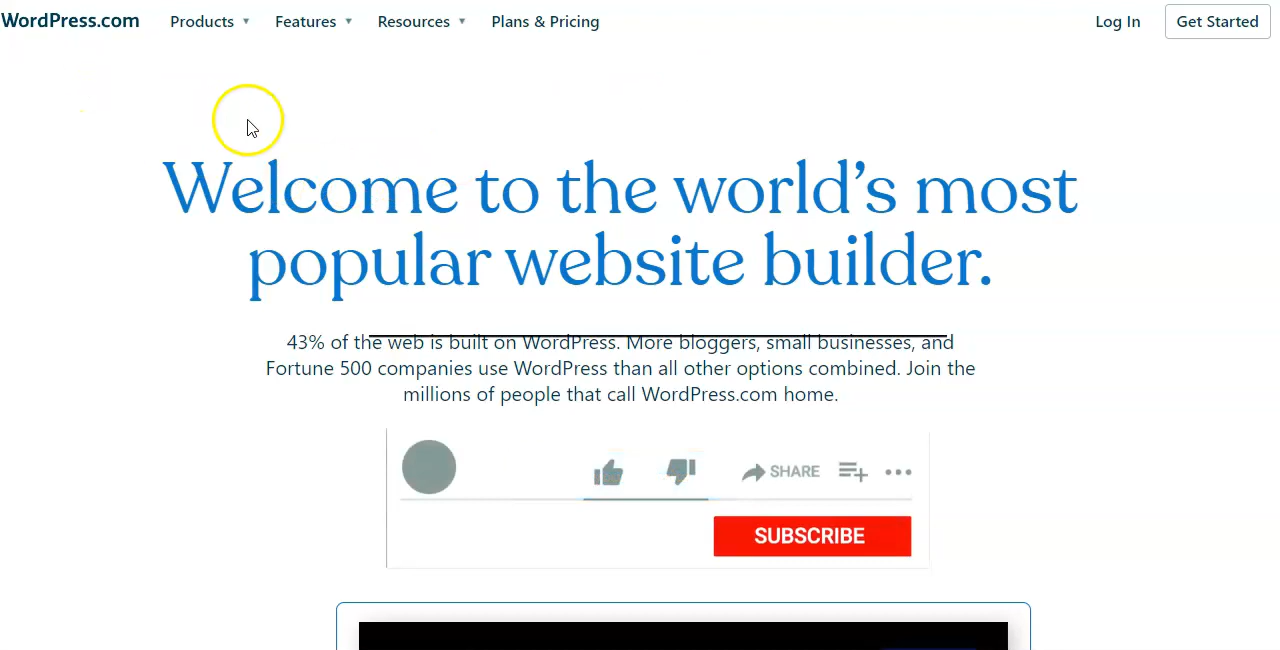 WordPress.com Products Features Resources Plans & Pricing Log In Get Started
Welcome to the world’s most
popular website builder.
43% of the web is built on WordPress. More bloggers, small businesses, and
Fortune 500 companies use WordPress than all other options combined. Join the
millions of people that call WordPress.com home.
SHARE
SUBSCRIBE